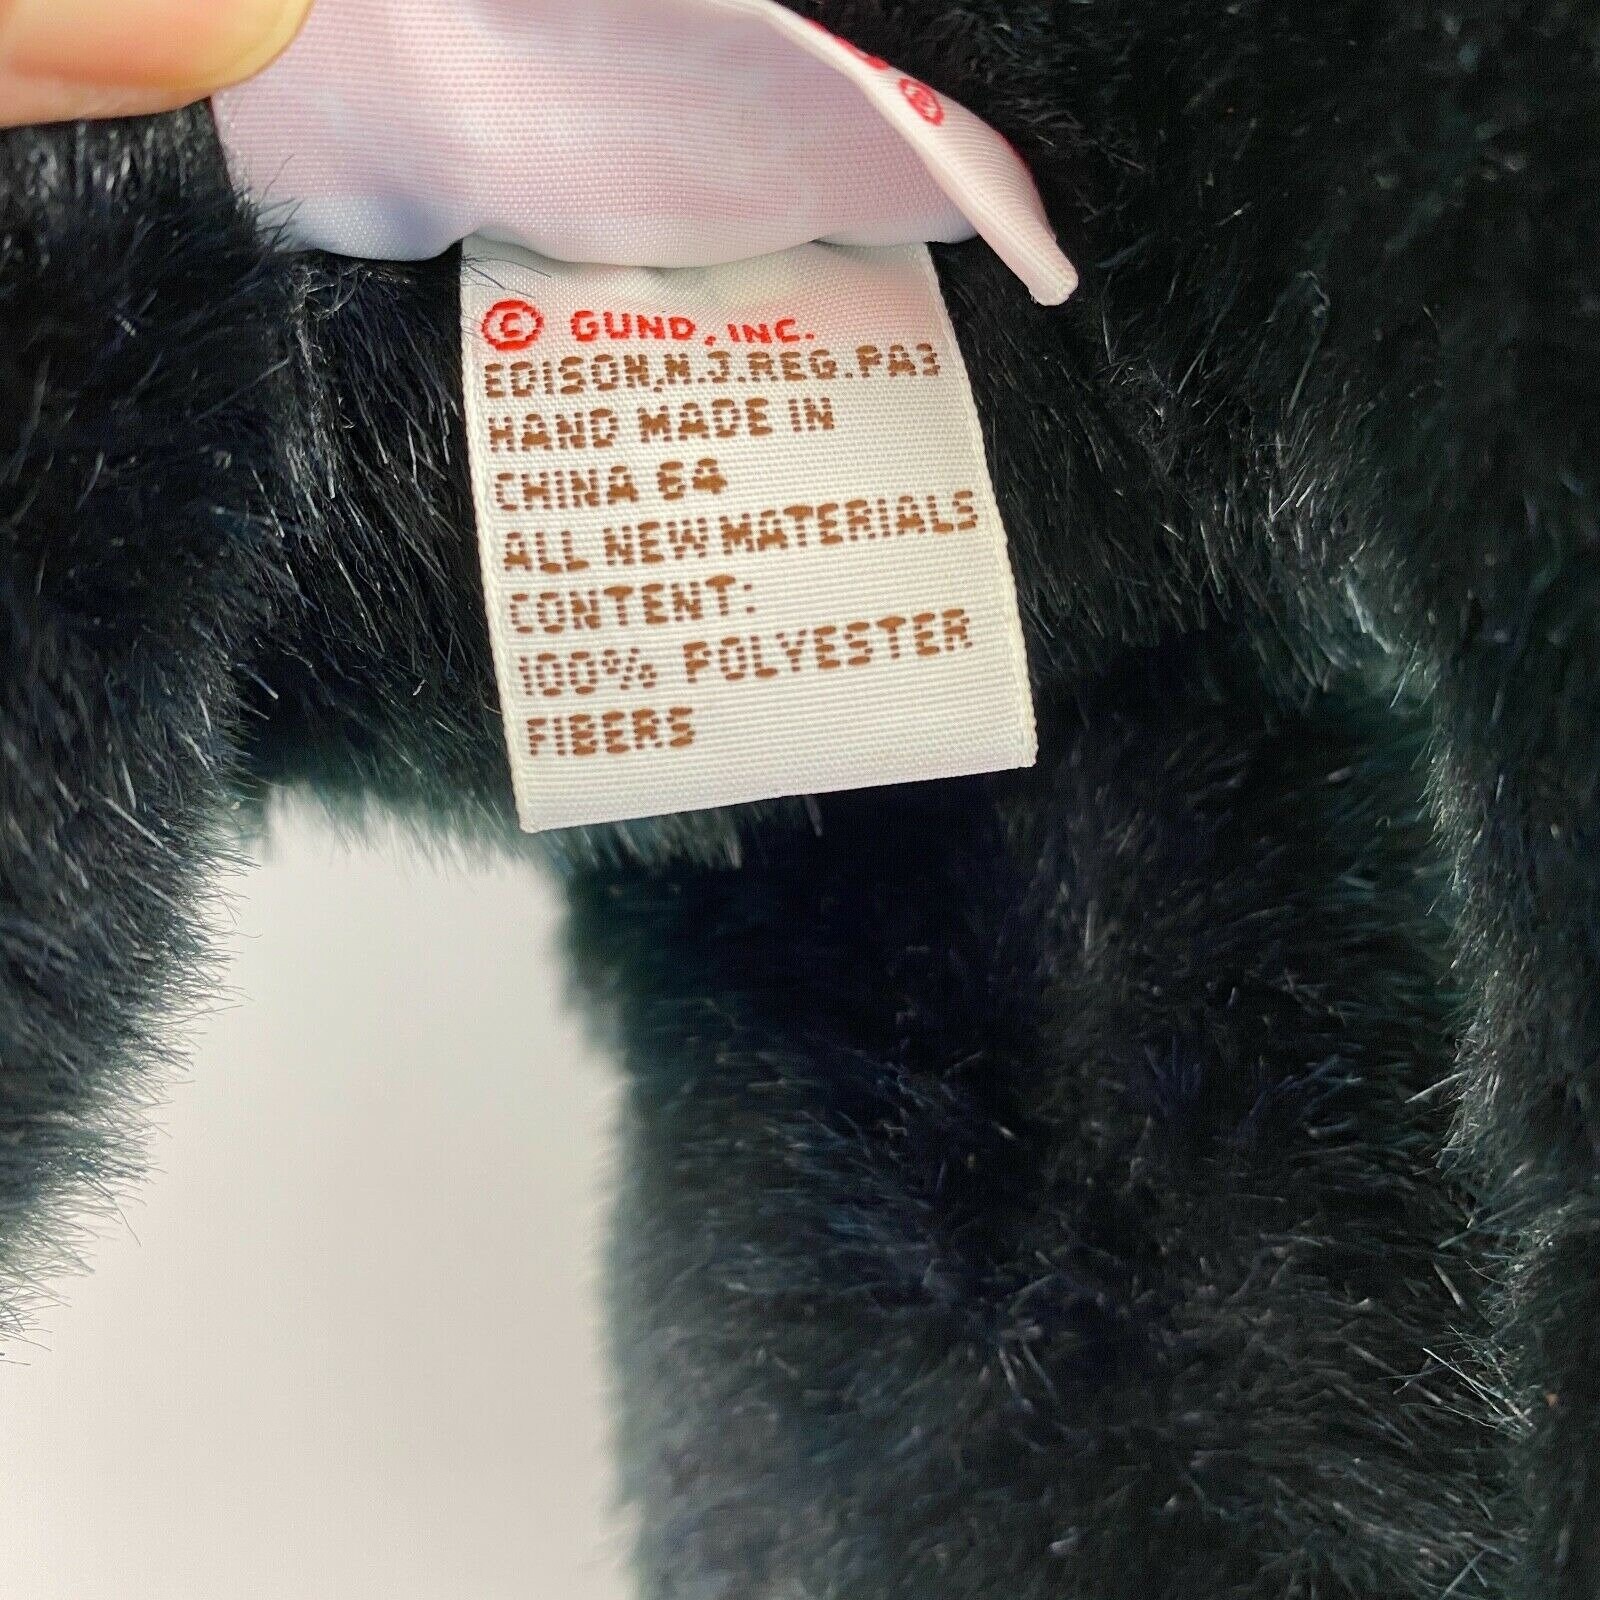 © GUND, INC.
EDISON, N.J. REG. PA3
HAND MADE IN
CHINA 64
ALL NEW MATERIALS
CONTENT:
100% POLYESTER
FIBERS
®